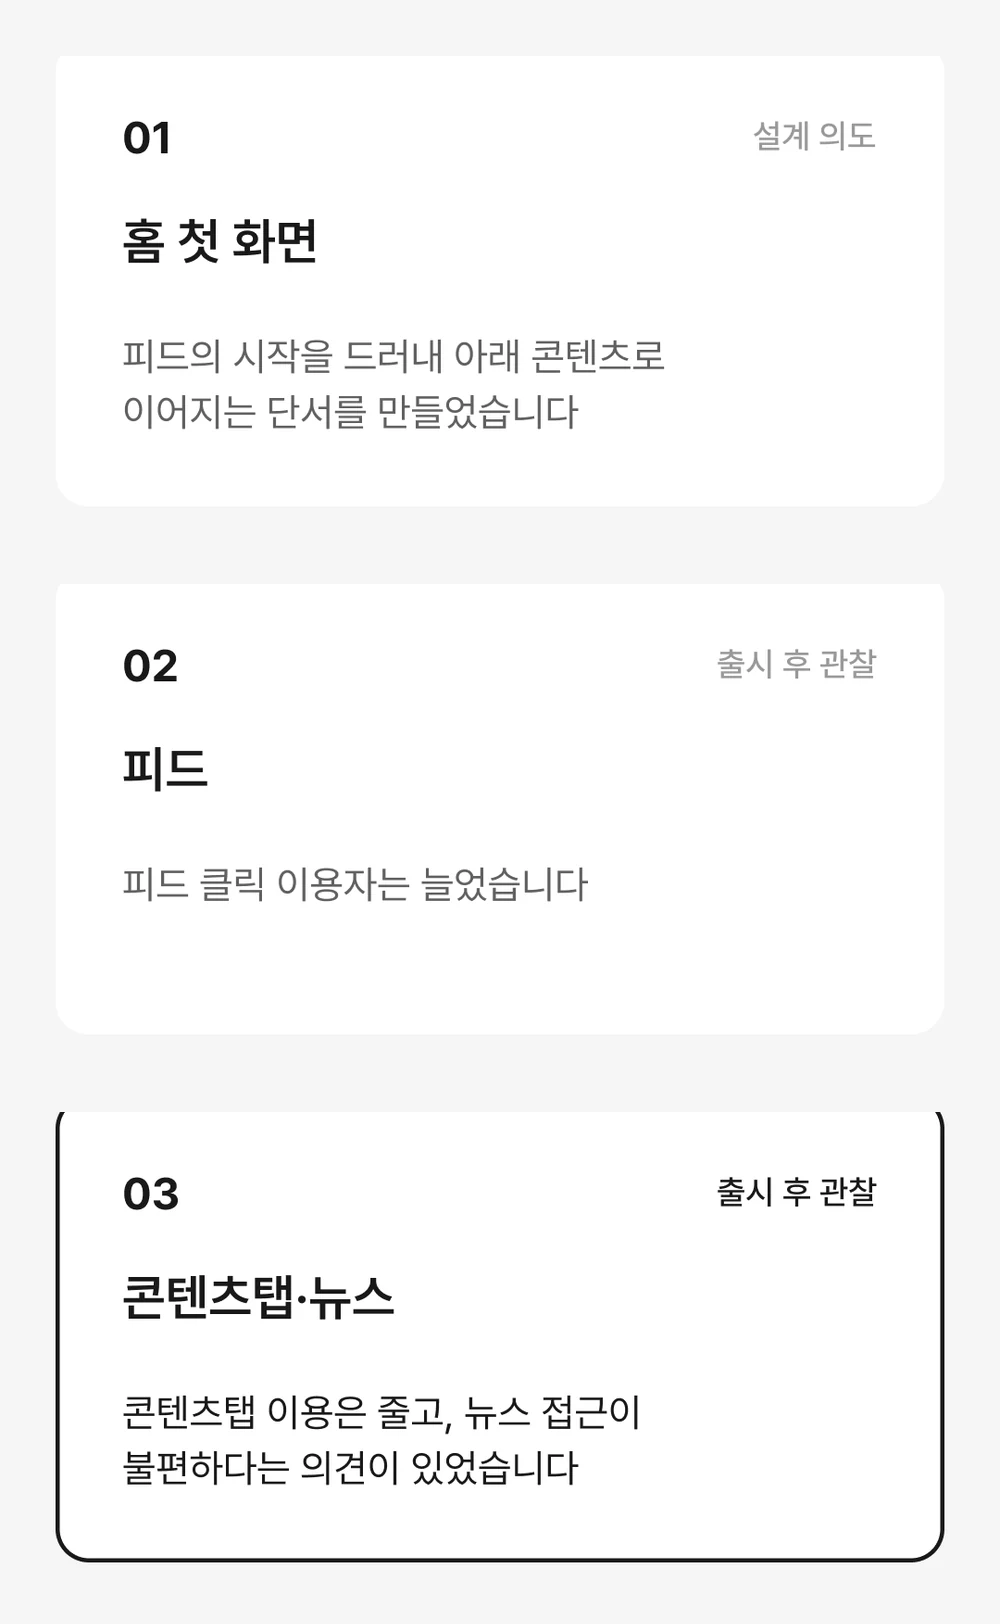 01
설계 의도
홈 첫 화면
피드의 시작을 드러내 아래 콘텐츠로
이어지는 단서를 만들었습니다
02
출시 후 관찰
피드
피드 클릭 이용자는 늘었습니다
03
출시 후 관찰
콘텐츠탭·뉴스
콘텐츠탭 이용은 줄고, 뉴스 접근이
불편하다는 의견이 있었습니다